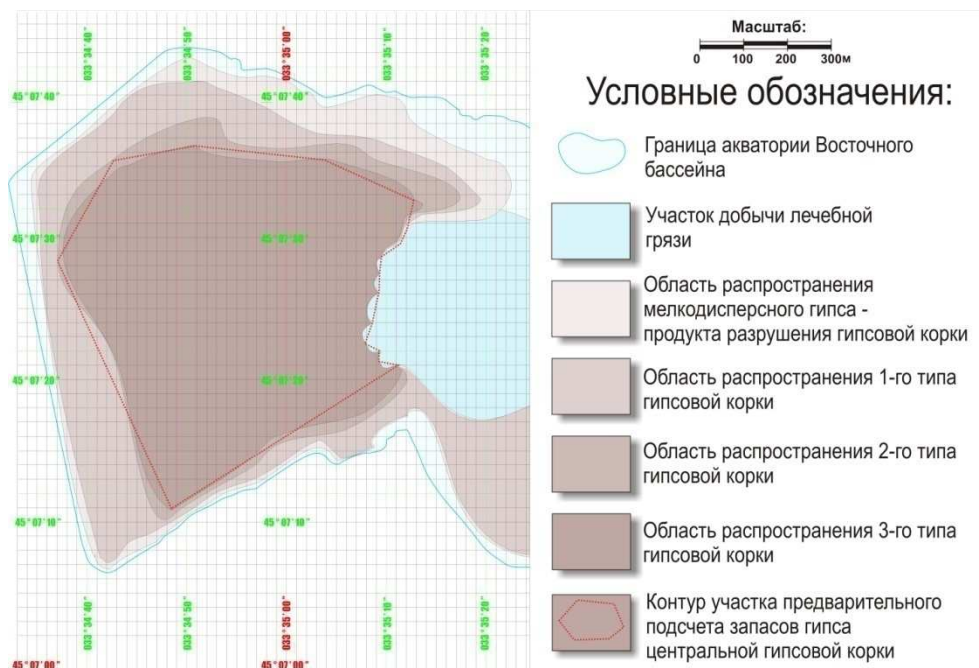 033 34 40"
033 34 50"
033 35 00"
033 35 10"
033 35 20"
45 ° 07 ' 40 "
45 ° 07 ' 40 "
45 ° 07 ' 30 "
45 ° 07 ' 30 "
45 ° 07 ' 20 "
45 ° 07 ' 20 "
45 ° 07 ' 10 "
45 ° 07 ' 10 "
033 34 40"
033 34 50"
033 35 00"
033 35 10"
033 35 20"
45 ° 07 ' 00 "
45 ° 07 ' 00 "
Масштаб:
0 100 200 300м
Условные обозначения:
Граница акватории Восточного
бассейна
Участок добычи лечебной
грязи
Область распространения
мелкодисперсного гипса -
продукта разрушения гипсовой корки
Область распространения 1-го типа
гипсовой корки
Область распространения 2-го типа
гипсовой корки
Область распространения 3-го типа
гипсовой корки
Контур участка предварительного
подсчета запасов гипса
центральной гипсовой корки